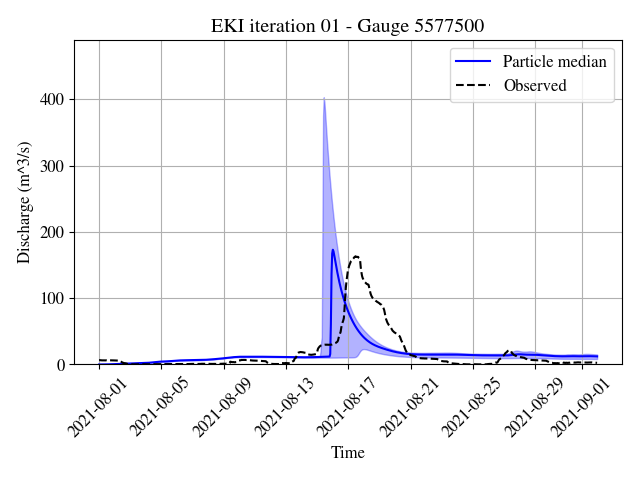 EKI iteration 01 - Gauge 5577500
Particle median
Observed
Discharge (m^3/s)
400
300
200
100
0
2021-08-01
2021-08-05
2021-08-09
2021-08-13
2021-08-17
2021-08-21
2021-08-25
2021-08-29
2021-09-01
Time